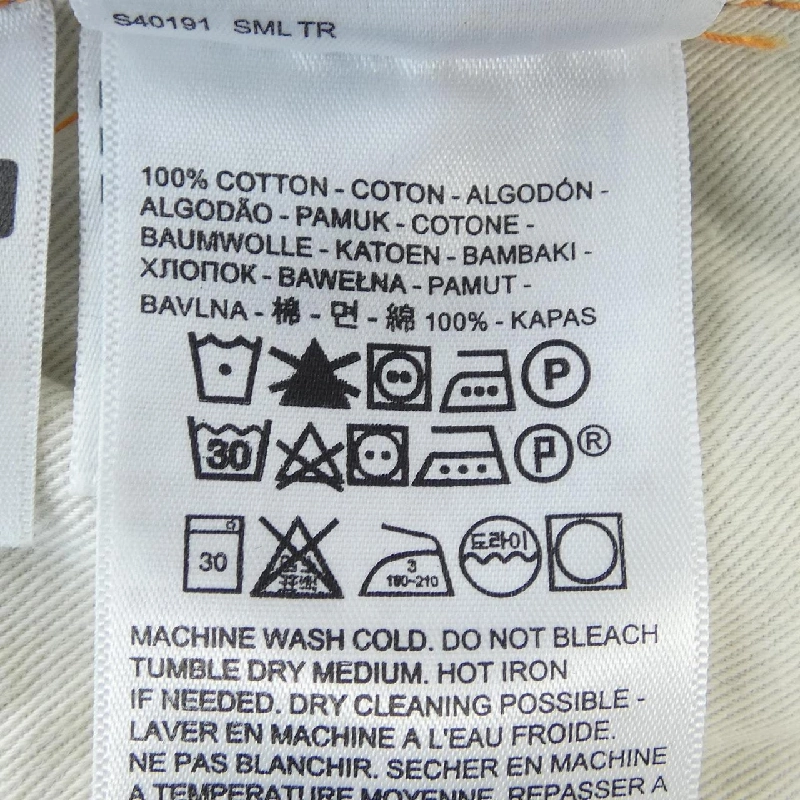 S40191 SML TR
100% COTTON - COTON - ALGODÓN -
ALGODÃO - PAMUK - COTONE -
BAUMWOLLE - KATOEN - BAMBAKI -
ХЛОПОК - BAWEŁNA - PAMUT -
BAVLNA - 棉 - 면 - 綿 100% - KAPAS
P
30 P ®
30 3 180~210 드라이
MACHINE WASH COLD. DO NOT BLEACH
TUMBLE DRY MEDIUM. HOT IRON
IF NEEDED. DRY CLEANING POSSIBLE -
LAVER EN MACHINE A L'EAU FROIDE.
NE PAS BLANCHIR. SECHER EN MACHINE
A TEMPERATURE MOYENNE. REPASSER A